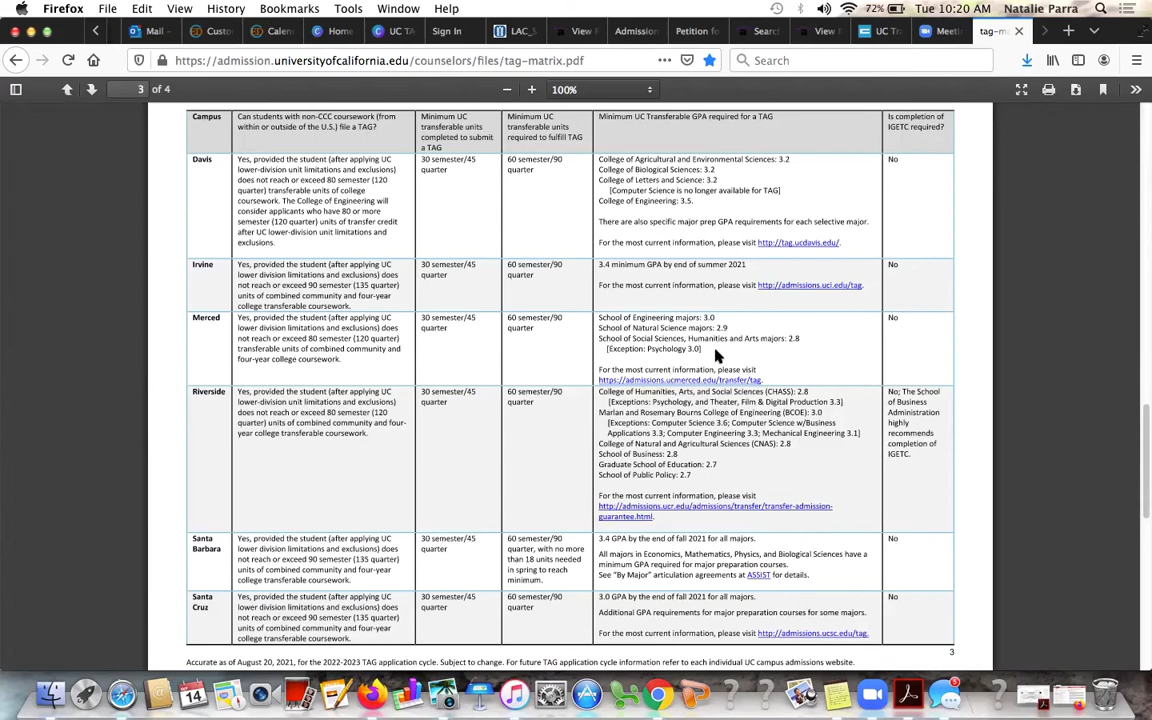 Firefox File Edit View History Bookmarks Tools Window Help 72% Tue 10:20 AM Natalie Parra
Mail - Custo Calend Home UC TA Sign In LAC_S View F Admission Petition fo Search View F UC Tra Meeti tag-ma
https://admission.universityofcalifornia.edu/counselors/files/tag-matrix.pdf Search
3 of 4 100%
Campus
Can students with non-CCC coursework (from
within or outside of the U.S.) file a TAG?
Minimum UC
transferable units
completed to submit
a TAG
Minimum UC
transferable units
required to fulfill TAG
Minimum UC Transferable GPA required for a TAG
Is completion of
IGETC required?
Davis
Yes, provided the student (after applying UC
lower-division unit limitations and exclusions)
does not reach or exceed 80 semester (120
quarter) transferable units of college
coursework. The College of Engineering will
consider applicants who have 80 or more
semester (120 quarter) units of transfer credit
after UC lower-division unit limitations and
exclusions.
30 semester/45
quarter
60 semester/90
quarter
College of Agricultural and Environmental Sciences: 3.2
College of Biological Sciences: 3.2
College of Letters and Science: 3.2
[Computer Science is no longer available for TAG]
College of Engineering: 3.5.
There are also specific major prep GPA requirements for each selective major.
For the most current information, please visit http://tag.ucdavis.edu/.
No
Irvine
Yes, provided the student (after applying UC
lower division limitations and exclusions) does
not reach or exceed 90 semester (135 quarter)
units of combined community and four-year
college transferable coursework.
30 semester/45
quarter
60 semester/90
quarter
3.4 minimum GPA by end of summer 2021
For the most current information, please visit http://admissions.uci.edu/tag.
No
Merced
Yes, provided the student (after applying UC
lower division limitations and exclusions) does
not reach or exceed 90 semester (135 quarter)
transferable units of combined community and
four-year college coursework.
30 semester/45
quarter
60 semester/90
quarter
School of Engineering majors: 3.0
School of Natural Science majors: 2.9
School of Social Sciences, Humanities and Arts majors: 2.8
[Exception: Psychology 3.0]
For the most current information, please visit
https://admissions.ucmerced.edu/transfer/tag.
No
Riverside
Yes, provided the student (after applying UC
lower division limitations and exclusions) does
not reach or exceed 80 semester (120
quarter) units of combined community and four-
year college transferable coursework.
30 semester/45
quarter
60 semester/90
quarter
College of Humanities, Arts, and Social Sciences (CHASS): 2.8
[Exceptions: Psychology, and Theater, Film & Digital Production 3.3]
Marlan and Rosemary Bourns College of Engineering (BCOE): 3.0
[Exceptions: Computer Science 3.6; Computer Science w/Business
Applications 3.3; Computer Engineering 3.3; Mechanical Engineering 3.1]
College of Natural and Agricultural Sciences (CNAS): 2.8
School of Business: 2.8
Graduate School of Education: 2.7
School of Public Policy: 2.7
For the most current information, please visit
http://admissions.ucr.edu/admissions/transfer/transfer-admission-
guarantee.html.
No; The School
of Business
Administration
highly
recommends
completion of
IGETC.
Santa
Barbara
Yes, provided the student (after applying UC
lower division limitations and exclusions) does
not reach or exceed 90 semester (135 quarter)
units of combined community and four-year
college transferable coursework.
30 semester/45
quarter
60 semester/90
quarter, with no more
than 18 units needed
in spring to reach
minimum.
3.4 GPA by the end of fall 2021 for all majors.
All majors in Economics, Mathematics, Physics, and Biological Sciences have a
minimum GPA required for major preparation courses.
See “By Major” articulation agreements at ASSIST for details.
No
Santa
Cruz
Yes, provided the student (after applying UC
lower division limitations and exclusions) does
not reach or exceed 90 semester (135 quarter)
units of combined community and four-year
college transferable coursework.
30 semester/45
quarter
60 semester/90
quarter
3.0 GPA by the end of fall 2021 for all majors.
Additional GPA requirements for major preparation courses for some majors.
For the most current information, please visit http://admissions.ucsc.edu/tag.
No
3
Accurate as of August 20, 2021, for the 2022-2023 TAG application cycle. Subject to change. For future TAG application cycle information refer to each individual UC campus admissions website.
14
5